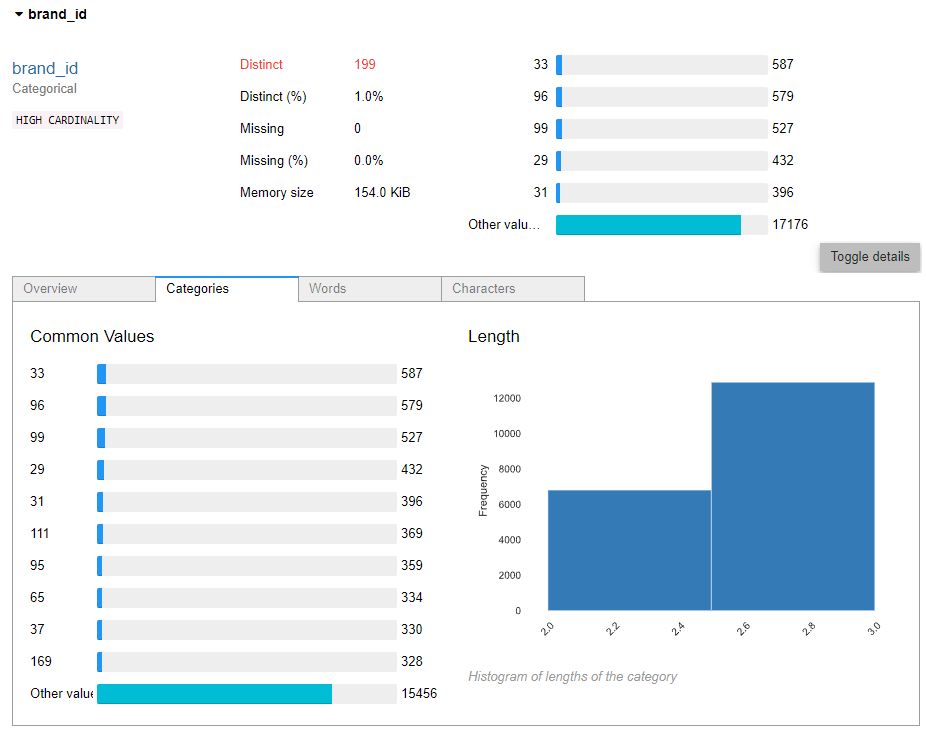 brand_id
brand_id
Categorical
HIGH CARDINALITY
Distinct 199
Distinct (%) 1.0%
Missing 0
Missing (%) 0.0%
Memory size 154.0 KiB
33 587
96 579
99 527
29 432
31 396
Other valu... 17176
Toggle details
Overview Categories Words Characters
Common Values
33 587
96 579
99 527
29 432
31 396
111 369
95 359
65 334
37 330
169 328
Other value 15456
Length
12000
10000
8000
6000
4000
2000
0
Frequency
2.0 2.2 2.4 2.6 2.8 3.0
Histogram of lengths of the category